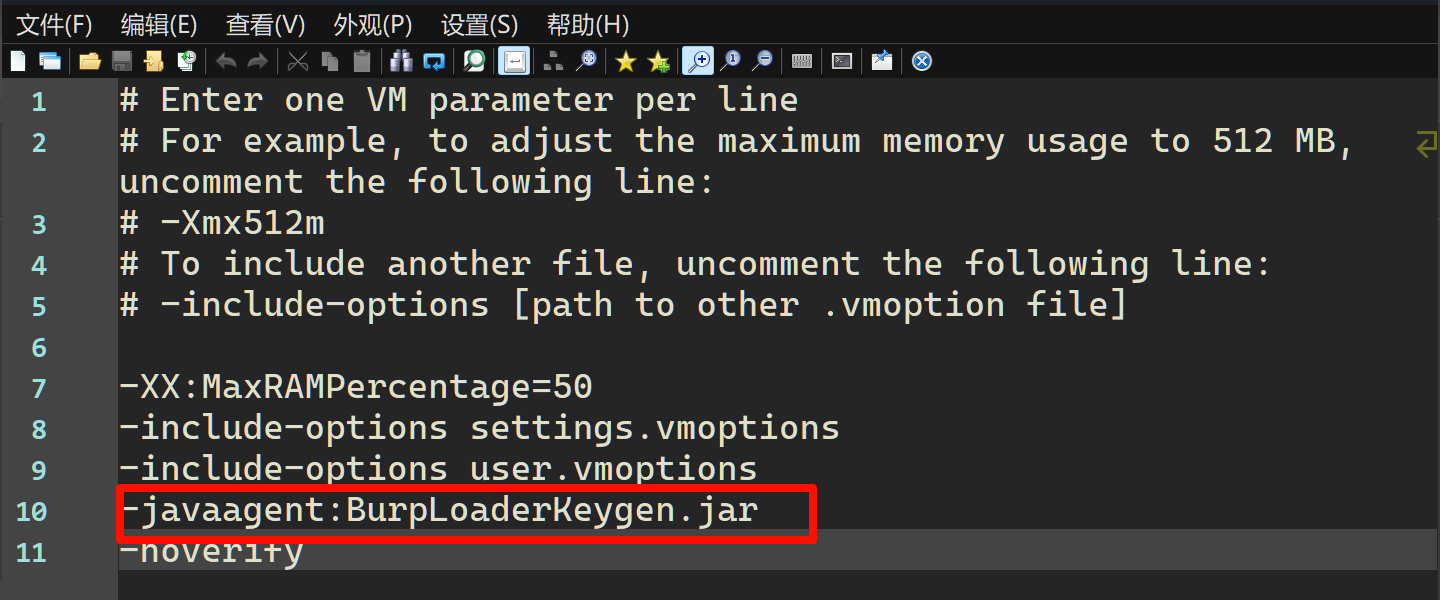 文件(F) 编辑(E) 查看(V) 外观(P) 设置(S) 帮助(H)
1 # Enter one VM parameter per line
2 # For example, to adjust the maximum memory usage to 512 MB,
uncomment the following line:
3 # -Xmx512m
4 # To include another file, uncomment the following line:
5 # -include-options [path to other .vmoption file]
6
7 -XX:MaxRAMPercentage=50
8 -include-options settings.vmoptions
9 -include-options user.vmoptions
10 -javaagent:BurpLoaderKeygen.jar
11 -noverify